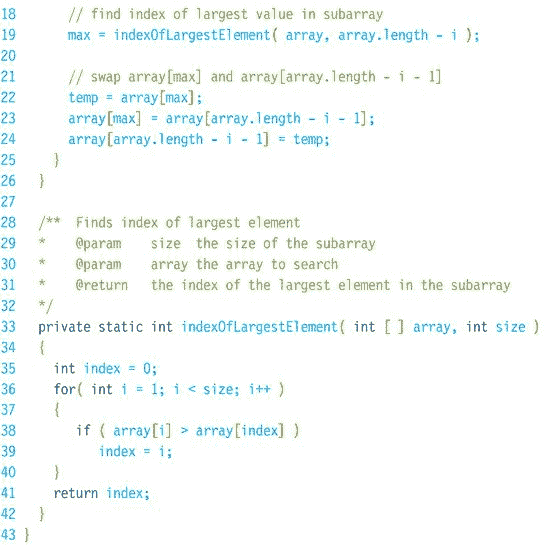 18 // find index of largest value in subarray
19 max = indexOfLargestElement( array, array.length - i );
20
21 // swap array[max] and array[array.length - i - 1]
22 temp = array[max];
23 array[max] = array[array.length - i - 1];
24 array[array.length - i - 1] = temp;
25 }
26 }
27
28 /** Finds index of largest element
29 * @param size the size of the subarray
30 * @param array the array to search
31 * @return the index of the largest element in the subarray
32 */
33 private static int indexOfLargestElement( int [ ] array, int size )
34 {
35 int index = 0;
36 for( int i = 1; i < size; i++ )
37 {
38 if ( array[i] > array[index] )
39 index = i;
40 }
41 return index;
42 }
43 }